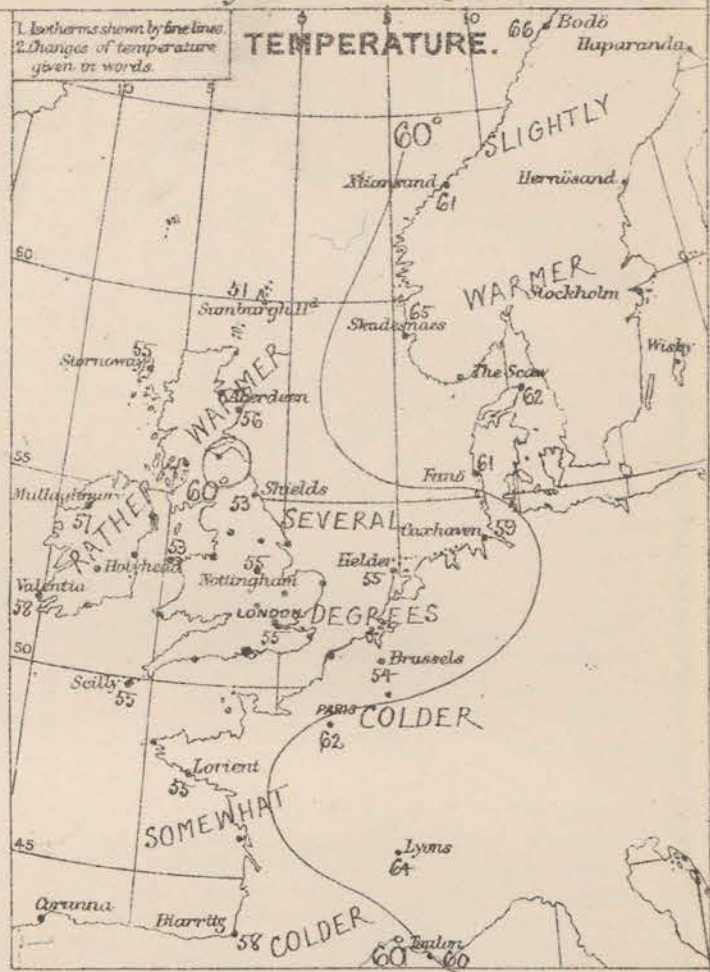 1. Isotherms shown by fine lines.
2. Changes of temperature
given in words.
0 5 10
TEMPERATURE.
66 Bodö
Haparanda
10 5
60°
SLIGHTLY
Xtiansund
61
Hernösand
60
51
Sumburgh Hd
WARMER
Stockholm
65
Skudesnaes
55
Stornoway
Wisby
The Scaw
62
WARMER
Aberdeen
56
55
Fanö
61
60°
Shields
53
Mullaghmore
57
RATHER
SEVERAL
Cuxhaven
59
53
Holyhead
55
Nottingham
Helder
55
Valentia
58
LONDON
DEGREES
55
50
Brussels
54
Scilly
55
PARIS
62
COLDER
Lorient
55
SOMEWHAT
45
Lyons
64
Corunna
Biarritz
58
COLDER
60°
Toulon
60